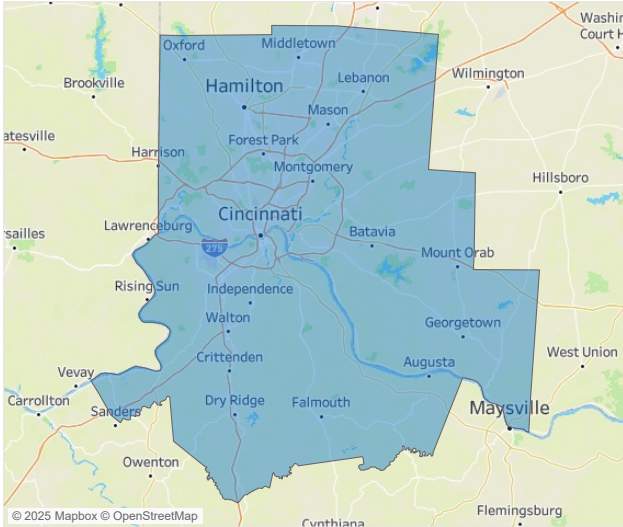 Washin
Court H
Oxford
Middletown
Wilmington
Brookville
Hamilton
Lebanon
Mason
atesville
Forest Park
Harrison
Montgomery
Hillsboro
Cincinnati
Lawrenceburg
Batavia
rsailles
275
Mount Orab
Rising Sun
Independence
Walton
Georgetown
Crittenden
Augusta
West Union
Vevay
Carrollton
Dry Ridge
Falmouth
Maysville
Sanders
Owenton
Flemingsburg
Cynthiana
© 2025 Mapbox © OpenStreetMap